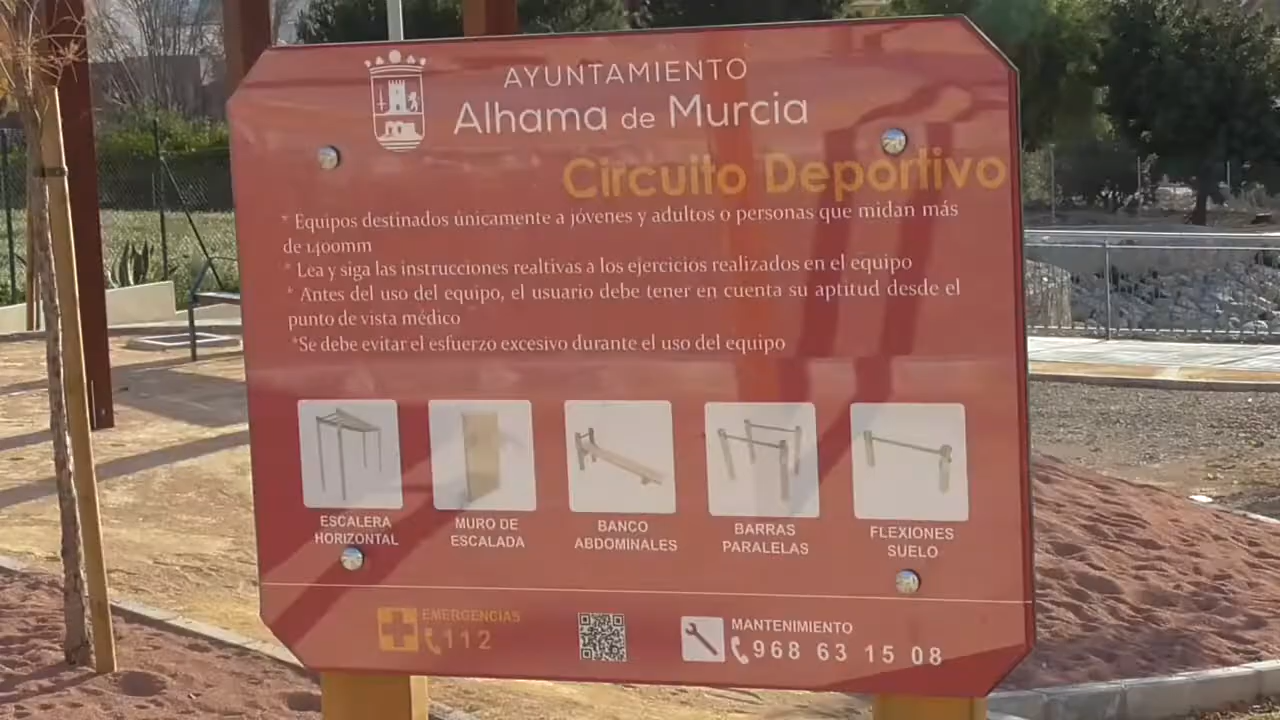 AYUNTAMIENTO
Alhama de Murcia
Circuito Deportivo
* Equipos destinados únicamente a jóvenes y adultos o personas que midan más
de 1400mm
* Lea y siga las instrucciones realtivas a los ejercicios realizados en el equipo
* Antes del uso del equipo, el usuario debe tener en cuenta su aptitud desde el
punto de vista médico
*Se debe evitar el esfuerzo excesivo durante el uso del equipo
ESCALERA
HORIZONTAL
MURO DE
ESCALADA
BANCO
ABDOMINALES
BARRAS
PARALELAS
FLEXIONES
SUELO
EMERGENCIAS
112
MANTENIMIENTO
968 63 15 08